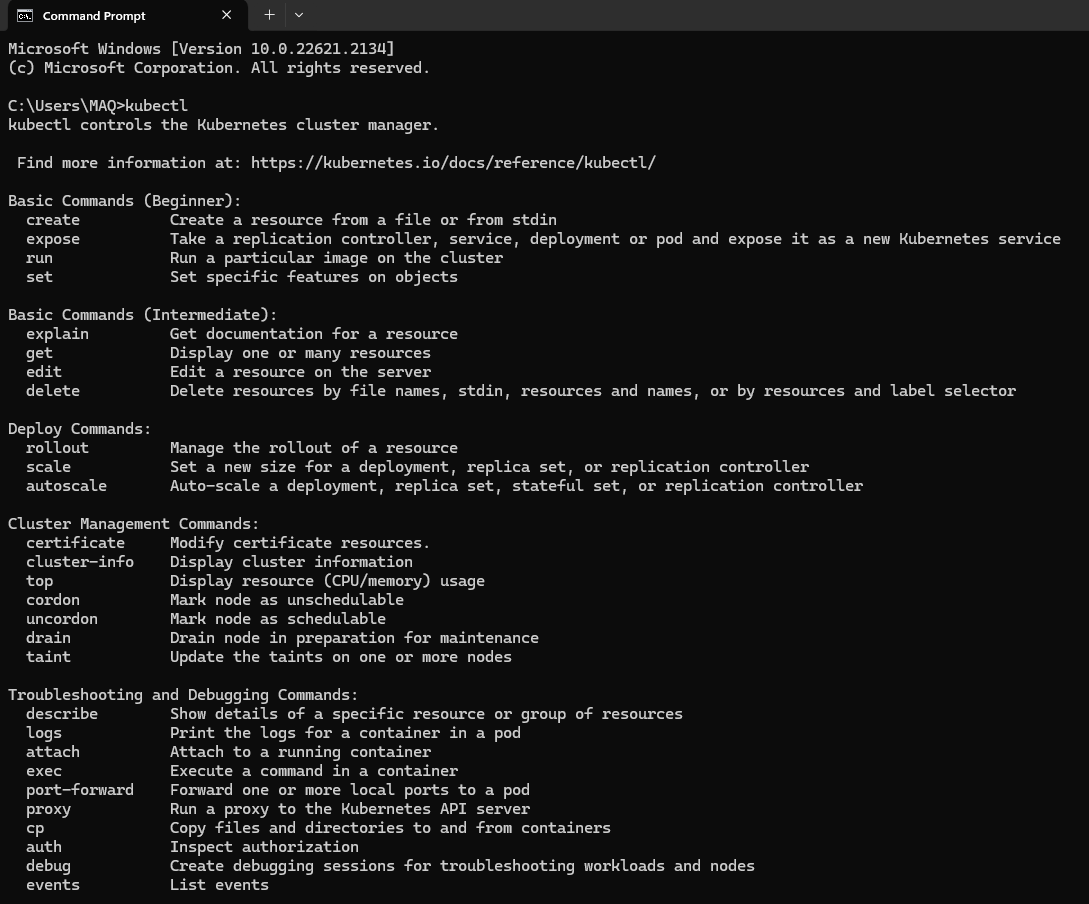 Command Prompt
Microsoft Windows [Version 10.0.22621.2134]
(c) Microsoft Corporation. All rights reserved.
C:\Users\MAQ>kubectl
kubectl controls the Kubernetes cluster manager.
Find more information at: https://kubernetes.io/docs/reference/kubectl/
Basic Commands (Beginner):
create Create a resource from a file or from stdin
expose Take a replication controller, service, deployment or pod and expose it as a new Kubernetes service
run Run a particular image on the cluster
set Set specific features on objects
Basic Commands (Intermediate):
explain Get documentation for a resource
get Display one or many resources
edit Edit a resource on the server
delete Delete resources by file names, stdin, resources and names, or by resources and label selector
Deploy Commands:
rollout Manage the rollout of a resource
scale Set a new size for a deployment, replica set, or replication controller
autoscale Auto-scale a deployment, replica set, stateful set, or replication controller
Cluster Management Commands:
certificate Modify certificate resources.
cluster-info Display cluster information
top Display resource (CPU/memory) usage
cordon Mark node as unschedulable
uncordon Mark node as schedulable
drain Drain node in preparation for maintenance
taint Update the taints on one or more nodes
Troubleshooting and Debugging Commands:
describe Show details of a specific resource or group of resources
logs Print the logs for a container in a pod
attach Attach to a running container
exec Execute a command in a container
port-forward Forward one or more local ports to a pod
proxy Run a proxy to the Kubernetes API server
cp Copy files and directories to and from containers
auth Inspect authorization
debug Create debugging sessions for troubleshooting workloads and nodes
events List events